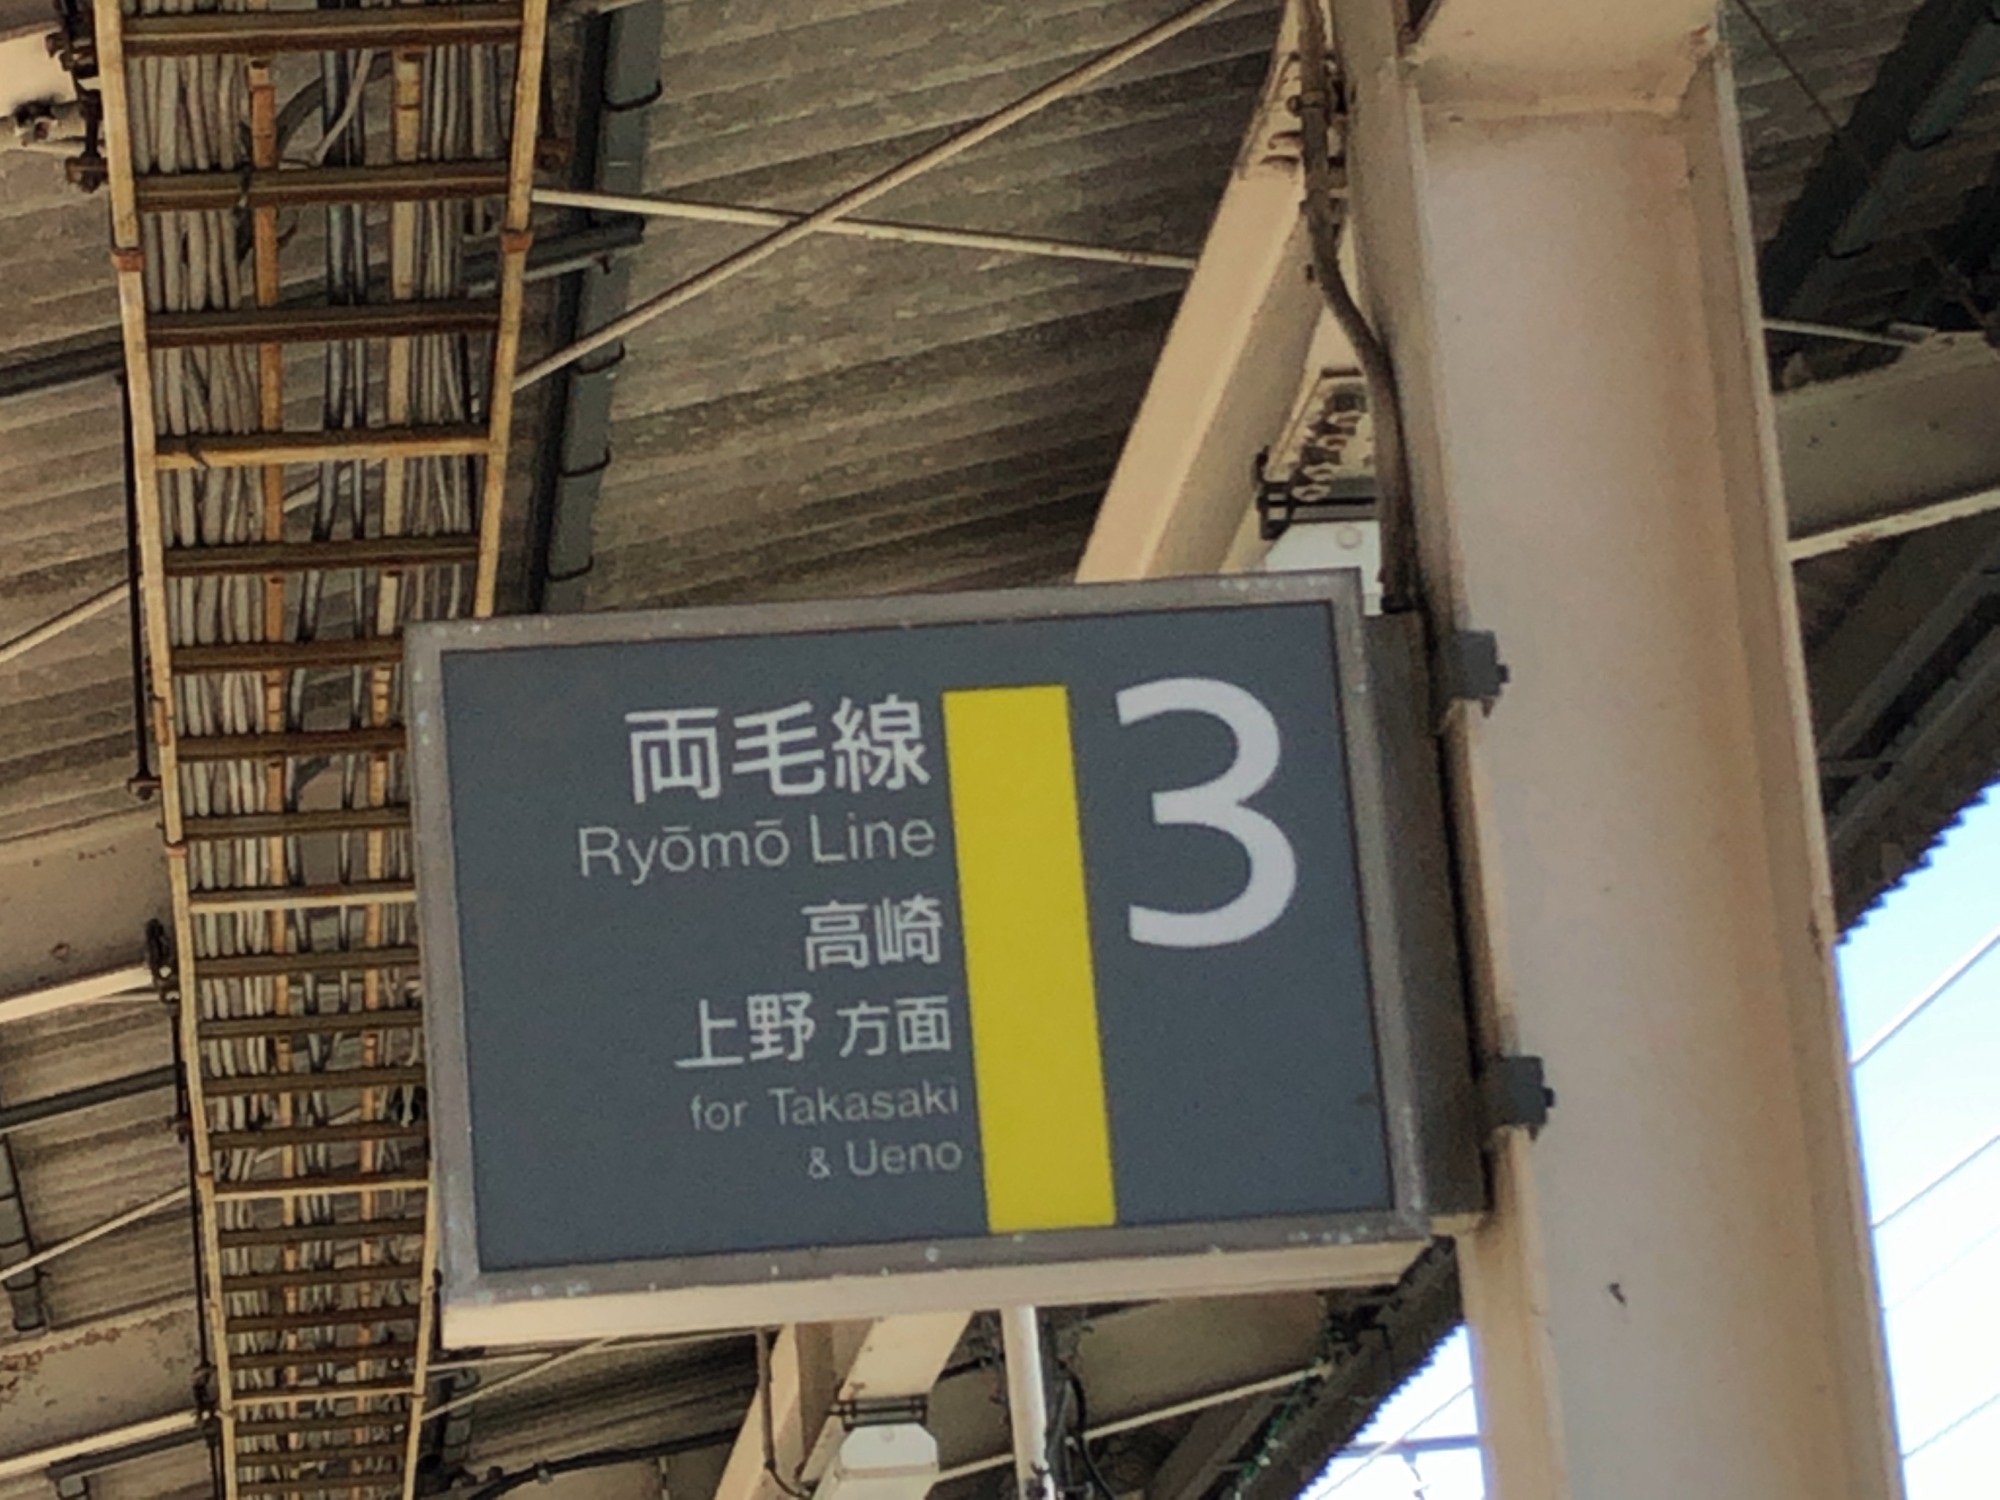 両毛線
Ryōmō Line
高崎
上野 方面
for Takasaki
& Ueno
3